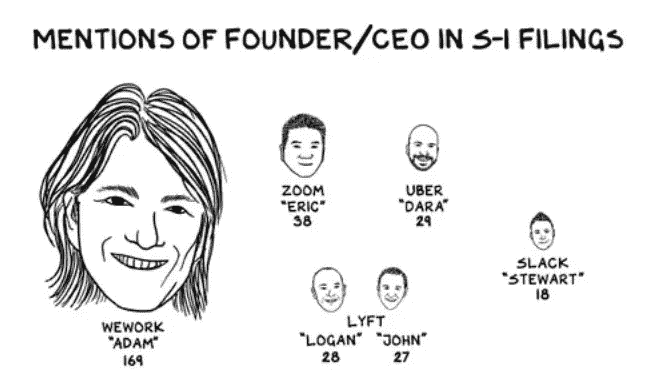 MENTIONS OF FOUNDER/CEO IN S-1 FILINGS
WEWORK
"ADAM"
169
ZOOM
"ERIC"
38
UBER
"DARA"
29
LYFT
"LOGAN" "JOHN"
28 27
SLACK
"STEWART"
18